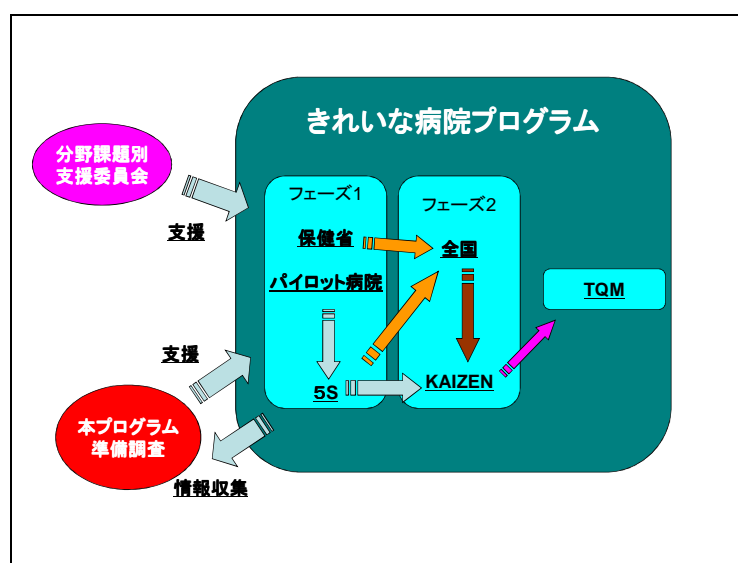 きれいな病院プログラム
分野課題別
支援委員会
支援
フェーズ1
保健省
パイロット病院
5S
フェーズ2
全国
KAIZEN
TQM
支援
本プログラム
準備調査
情報収集